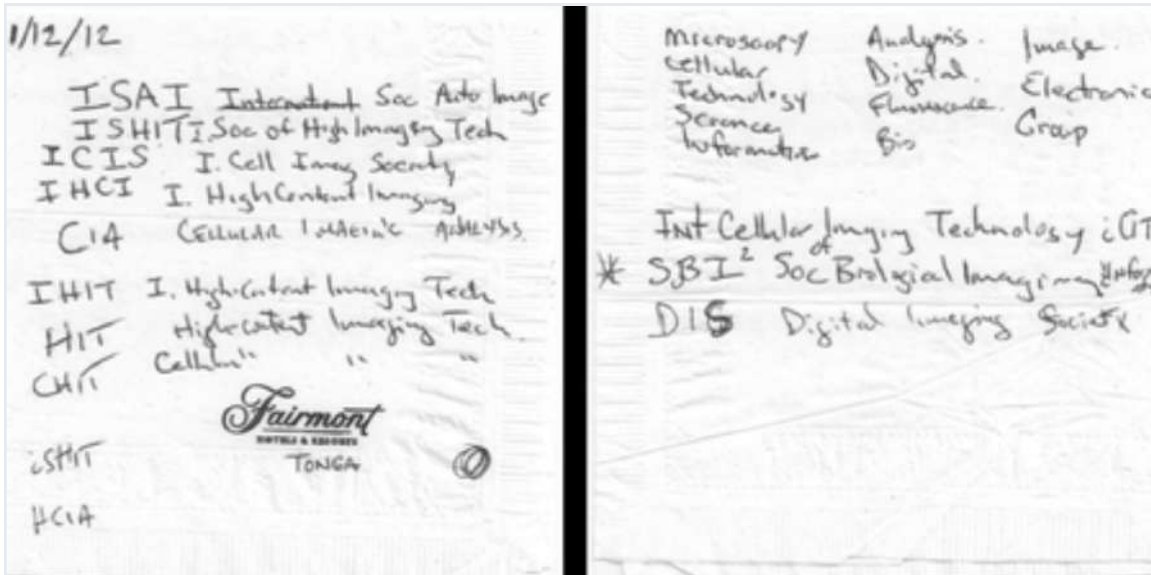 1/12/12
ISAI International Soc Auto Image
ISHIT I. Soc of High Imaging Tech
ICIS I. Cell Imag Society
IHCI I. High Content Imaging
CIA CELLULAR IMAGING ANALYSIS
IHIT I. High Content Imaging Tech
HIT High Content Imaging Tech
CHIT Cellular " " "
Fairmont
HOTELS & RESORTS
TONGA
iSHIT
HCIA
Microscopy Analysis Image
Cellular Digital Electronic
Technology Fluorescence Group
Science Bio
Informatics
Int Cellular Imaging Technology iCIT
* SBI² Soc of Biological Imaging
DIS Digital Imaging Society